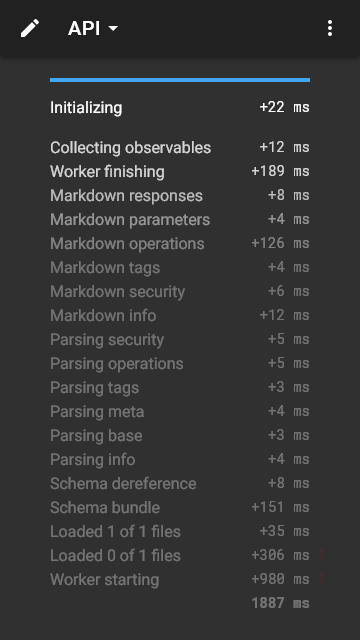 API
Initializing +22 ms
Collecting observables +12 ms
Worker finishing +189 ms
Markdown responses +8 ms
Markdown parameters +4 ms
Markdown operations +126 ms
Markdown tags +4 ms
Markdown security +6 ms
Markdown info +12 ms
Parsing security +5 ms
Parsing operations +5 ms
Parsing tags +3 ms
Parsing meta +4 ms
Parsing base +3 ms
Parsing info +4 ms
Schema dereference +8 ms
Schema bundle +151 ms
Loaded 1 of 1 files +35 ms
Loaded 0 of 1 files +306 ms !
Worker starting +980 ms !
1887 ms